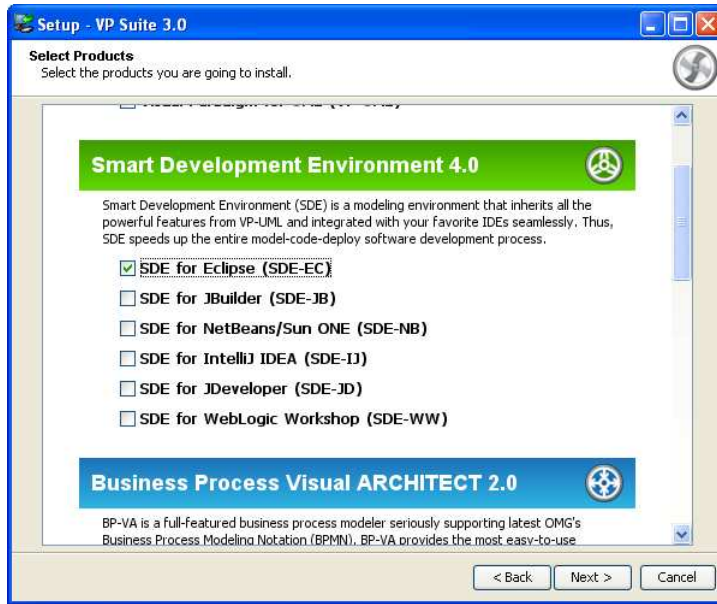 Setup - VP Suite 3.0
Select Products
Select the products you are going to install.
Smart Development Environment 4.0
Smart Development Environment (SDE) is a modeling environment that inherits all the
powerful features from VP-UML and integrated with your favorite IDEs seamlessly. Thus,
SDE speeds up the entire model-code-deploy software development process.
SDE for Eclipse (SDE-EC)
SDE for JBuilder (SDE-JB)
SDE for NetBeans/Sun ONE (SDE-NB)
SDE for IntelliJ IDEA (SDE-IJ)
SDE for JDeveloper (SDE-JD)
SDE for WebLogic Workshop (SDE-WW)
Business Process Visual ARCHITECT 2.0
BP-VA is a full-featured business process modeler seriously supporting latest OMG's
Business Process Modeling Notation (BPMN). BP-VA provides the most easy-to-use
< Back Next > Cancel